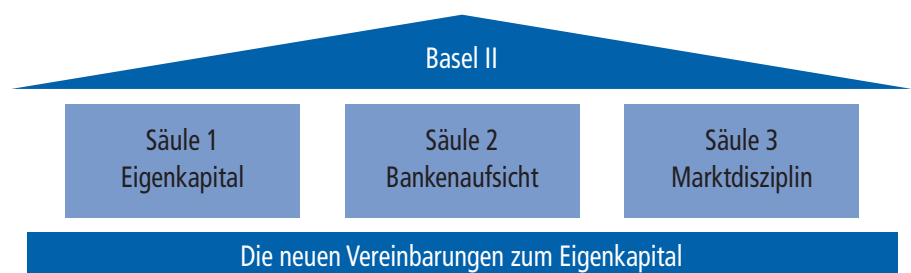 Basel II
Säule 1
Eigenkapital
Säule 2
Bankenaufsicht
Säule 3
Marktdisziplin
Die neuen Vereinbarungen zum Eigenkapital